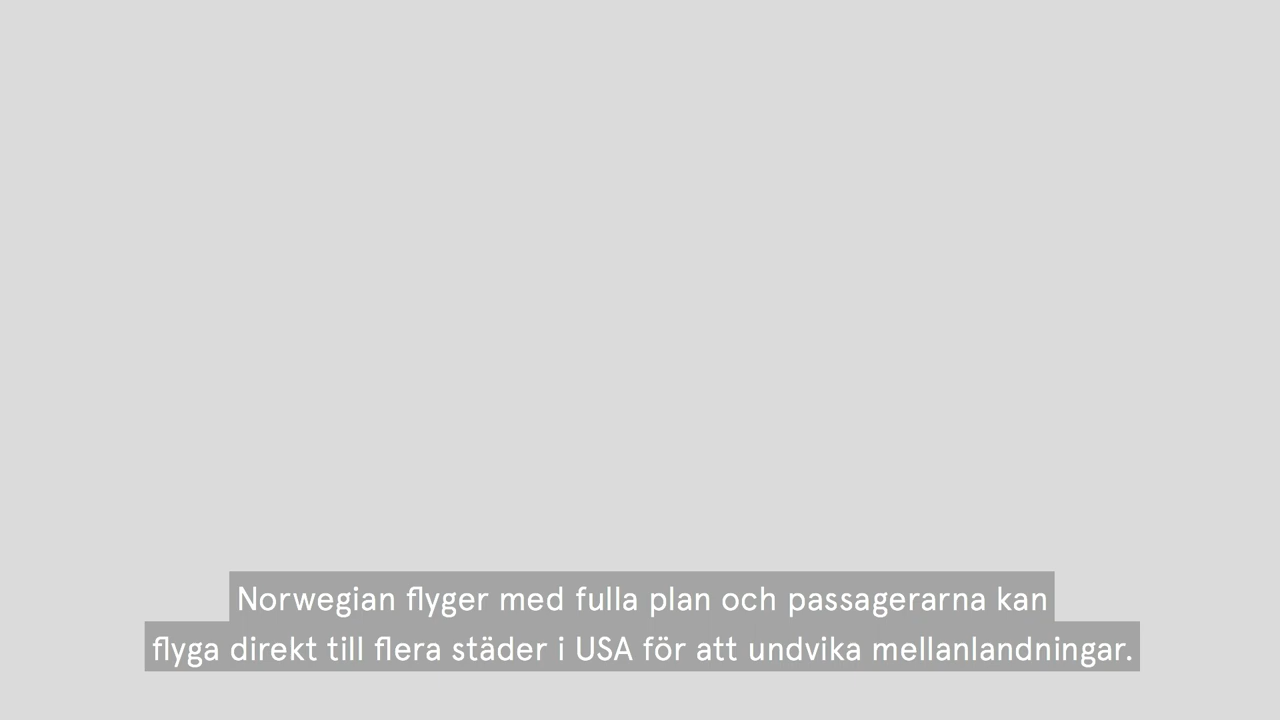 Norwegian flyger med fulla plan och passagerarna kan
flyga direkt till flera städer i USA för att undvika mellanlandningar.